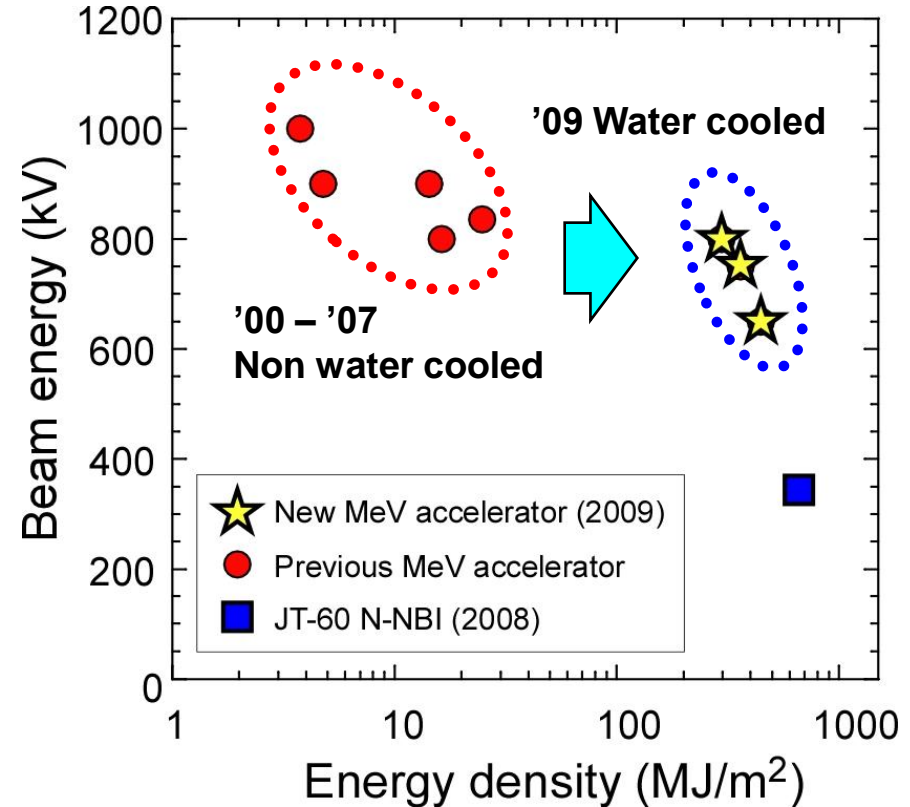 1200
1000
800
600
400
200
0
Beam energy (kV)
’09 Water cooled
’00 – ’07
Non water cooled
New MeV accelerator (2009)
Previous MeV accelerator
JT-60 N-NBI (2008)
1 10 100 1000
Energy density (MJ/m²)